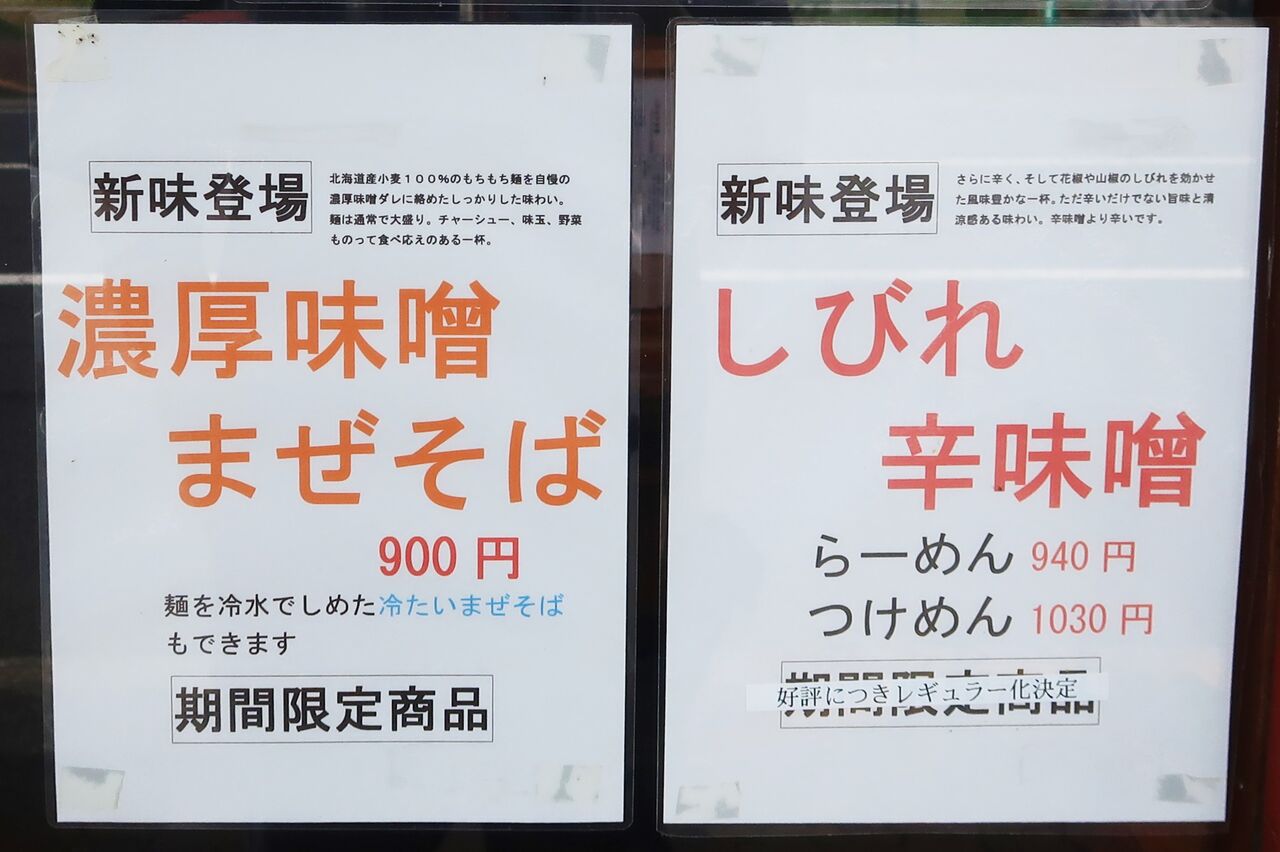 新味登場
北海道産小麦１００％のもちもち麺を自慢の
濃厚味噌ダレに絡めたしっかりした味わい。
麺は通常で大盛り。チャーシュー、味玉、野菜
ものって食べ応えのある一杯。
濃厚味噌
まぜそば
900 円
麺を冷水でしめた冷たいまぜそば
もできます
期間限定商品
新味登場
さらに辛く、そして花椒や山椒のしびれを効かせ
た風味豊かな一杯。ただ辛いだけでない旨味と清
涼感ある味わい。辛味噌より辛いです。
しびれ
辛味噌
らーめん 940 円
つけめん 1030 円
期間限定商品
好評につきレギュラー化決定